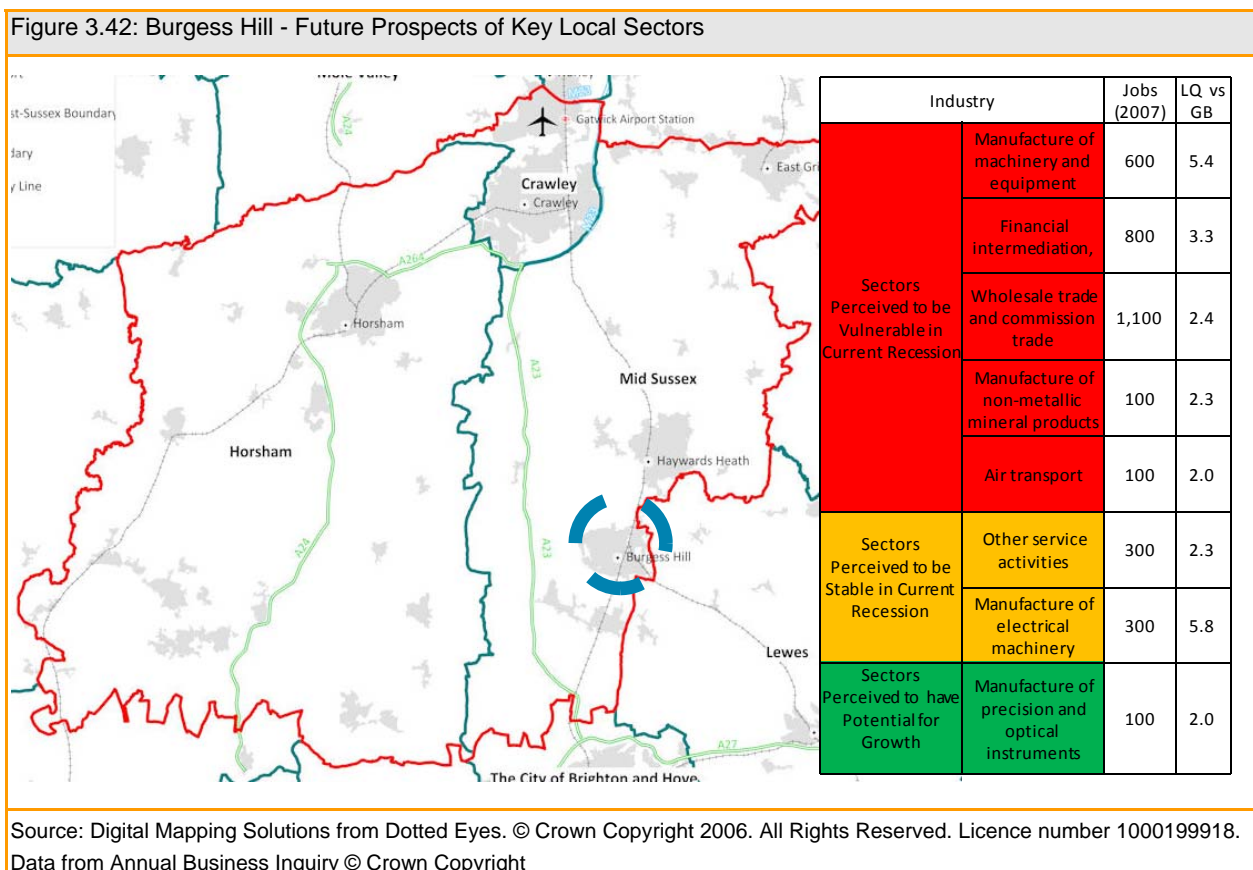 Figure 3.42: Burgess Hill - Future Prospects of Key Local Sectors
Mole Valley
M23
A24
Gatwick Airport Station
st-Sussex Boundary
dary
y Line
East Gri
Crawley
Crawley
M23
A264
Horsham
A23
Mid Sussex
Horsham
Haywards Heath
A24
A23
Burgess Hill
Lewes
A27
The City of Brighton and Hove
Industry
Jobs
(2007)
LQ vs
GB
Sectors
Perceived to be
Vulnerable in
Current Recession
Manufacture of
machinery and
equipment
600
5.4
Financial
intermediation,
800
3.3
Wholesale trade
and commission
trade
1,100
2.4
Manufacture of
non-metallic
mineral products
100
2.3
Air transport
100
2.0
Sectors
Perceived to be
Stable in Current
Recession
Other service
activities
300
2.3
Manufacture of
electrical
machinery
300
5.8
Sectors
Perceived to have
Potential for
Growth
Manufacture of
precision and
optical
instruments
100
2.0
Source: Digital Mapping Solutions from Dotted Eyes. © Crown Copyright 2006. All Rights Reserved. Licence number 1000199918.
Data from Annual Business Inquiry © Crown Copyright